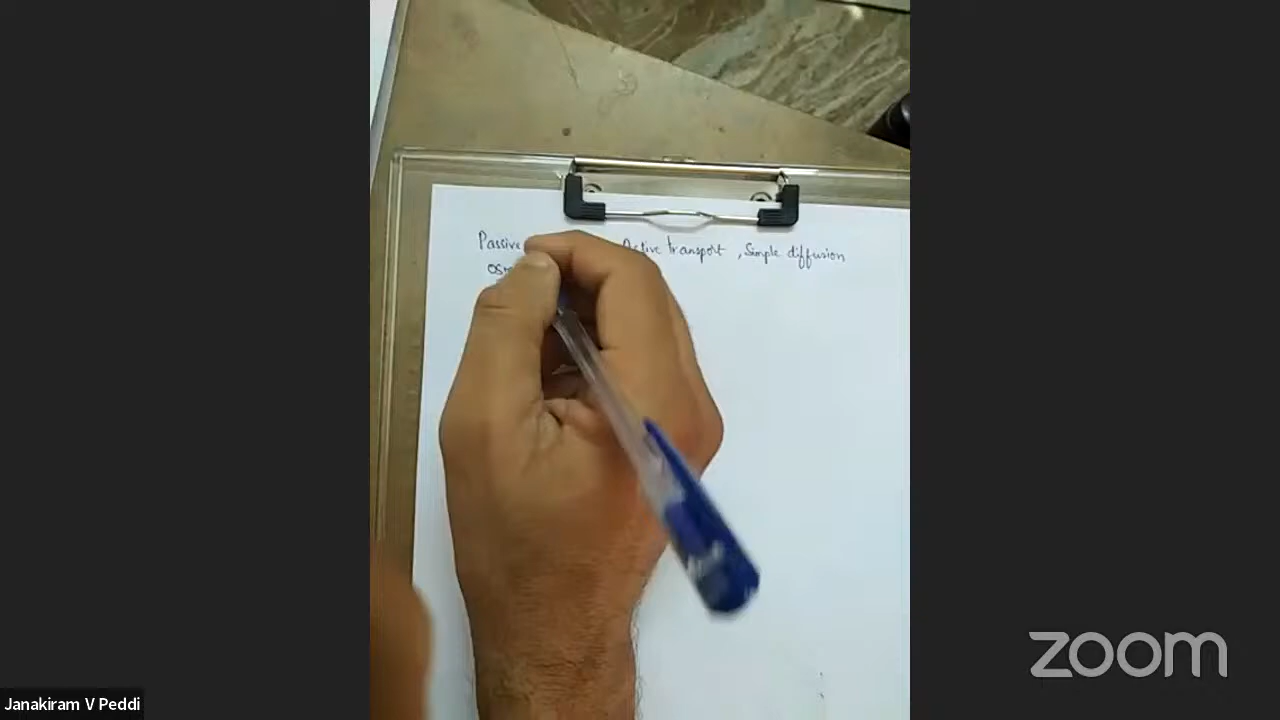 Passive Active transport , Simple diffusion
zoom
Janakiram V Peddi